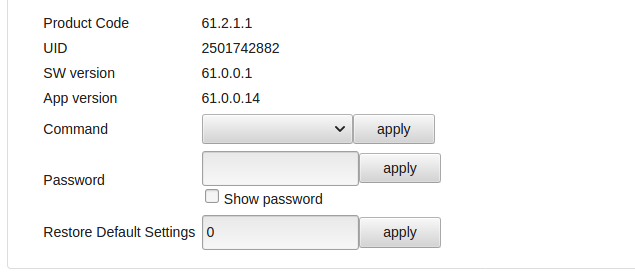 Product Code 61.2.1.1
UID 2501742882
SW version 61.0.0.1
App version 61.0.0.14
Command apply
Password apply
Show password
Restore Default Settings 0 apply